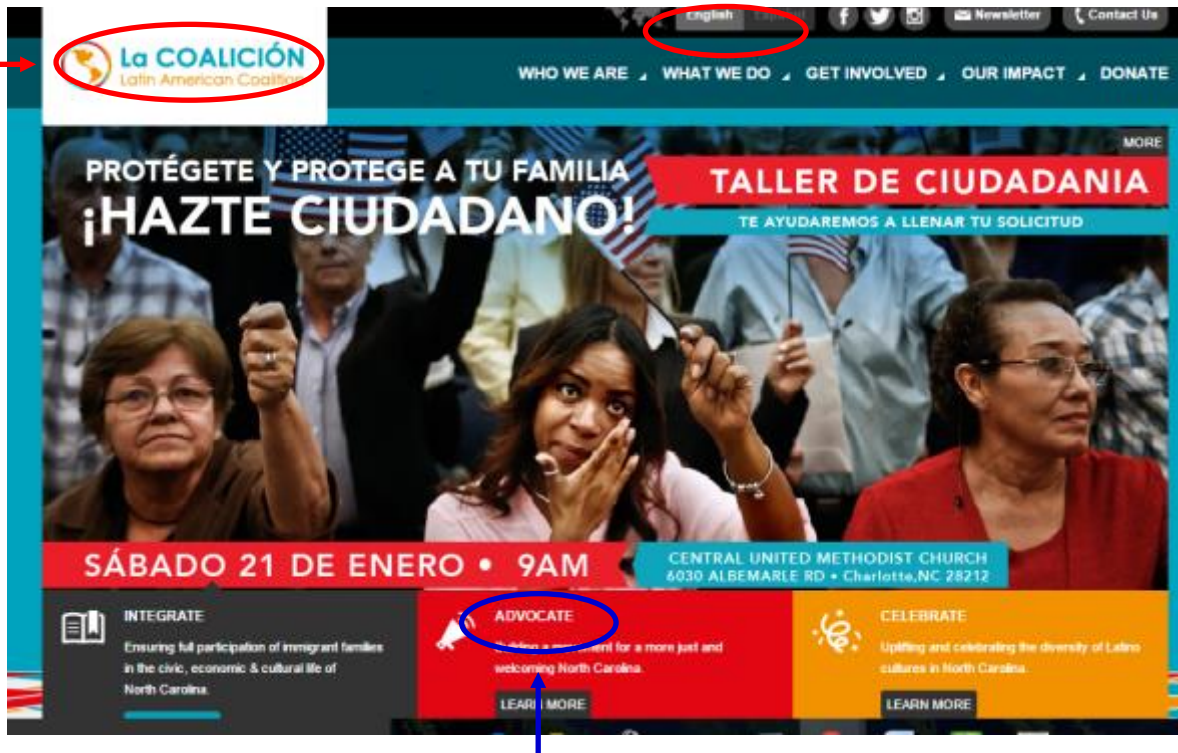 English Español Newsletter Contact Us
La COALICIÓN
Latin American Coalition
WHO WE ARE WHAT WE DO GET INVOLVED OUR IMPACT DONATE
MORE
PROTÉGETE Y PROTEGE A TU FAMILIA
¡HAZTE CIUDADANO!
TALLER DE CIUDADANIA
TE AYUDAREMOS A LLENAR TU SOLICITUD
SÁBADO 21 DE ENERO • 9AM
CENTRAL UNITED METHODIST CHURCH
6030 ALBEMARLE RD • Charlotte,NC 28212
INTEGRATE
Ensuring full participation of immigrant families
in the civic, economic & cultural life of
North Carolina.
ADVOCATE
Building a movement for a more just and
welcoming North Carolina.
LEARN MORE
CELEBRATE
Uplifting and celebrating the diversity of Latino
cultures in North Carolina.
LEARN MORE